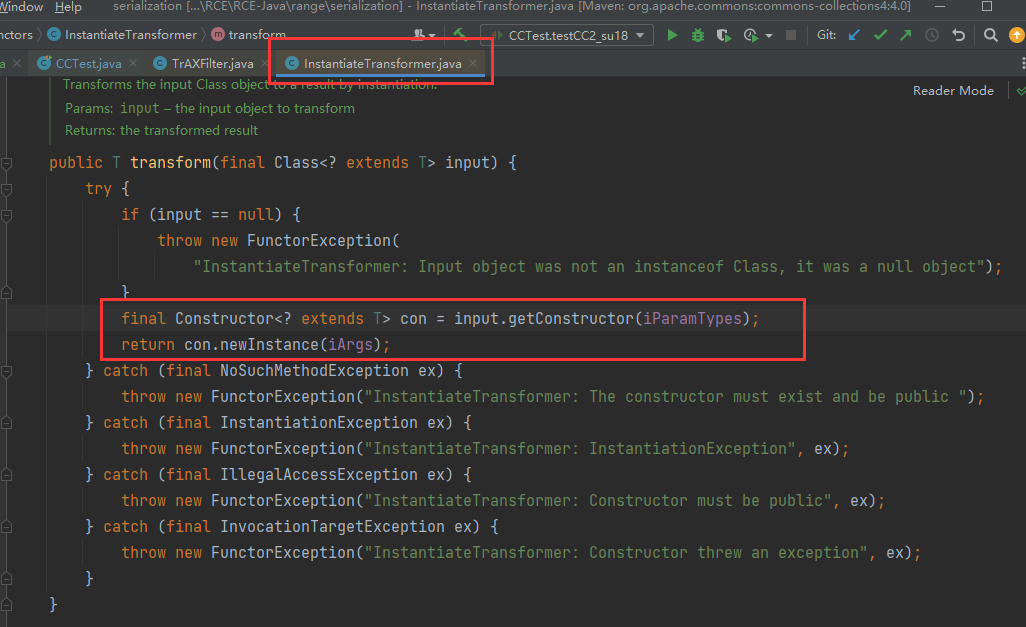 Window Help serialization [...\RCE\RCE-Java\range\serialization] - InstantiateTransformer.java [Maven: org.apache.commons:commons-collections4:4.0]
nctors InstantiateTransformer transform CCTest.testCC2_su18 Git:
a CCTest.java TrAXFilter.java InstantiateTransformer.java
Transforms the input Class object to a result by instantiation.
Reader Mode
Params: input – the input object to transform
Returns: the transformed result
public T transform(final Class<? extends T> input) {
try {
if (input == null) {
throw new FunctorException(
"InstantiateTransformer: Input object was not an instanceof Class, it was a null object");
}
final Constructor<? extends T> con = input.getConstructor(iParamTypes);
return con.newInstance(iArgs);
} catch (final NoSuchMethodException ex) {
throw new FunctorException("InstantiateTransformer: The constructor must exist and be public ");
} catch (final InstantiationException ex) {
throw new FunctorException("InstantiateTransformer: InstantiationException", ex);
} catch (final IllegalAccessException ex) {
throw new FunctorException("InstantiateTransformer: Constructor must be public", ex);
} catch (final InvocationTargetException ex) {
throw new FunctorException("InstantiateTransformer: Constructor threw an exception", ex);
}
}